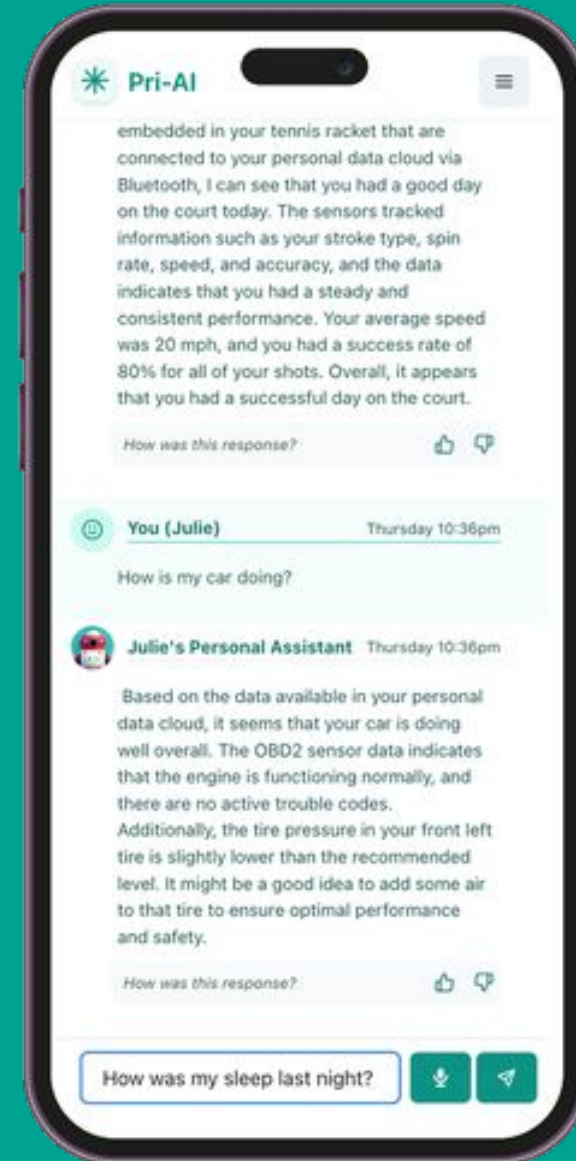 Pri-AI
embedded in your tennis racket that are
connected to your personal data cloud via
Bluetooth, I can see that you had a good day
on the court today. The sensors tracked
information such as your stroke type, spin
rate, speed, and accuracy, and the data
indicates that you had a steady and
consistent performance. Your average speed
was 20 mph, and you had a success rate of
80% for all of your shots. Overall, it appears
that you had a successful day on the court.
How was this response?
You (Julie) Thursday 10:36pm
How is my car doing?
Julie's Personal Assistant Thursday 10:36pm
Based on the data available in your personal
data cloud, it seems that your car is doing
well overall. The OBD2 sensor data indicates
that the engine is functioning normally, and
there are no active trouble codes.
Additionally, the tire pressure in your front left
tire is slightly lower than the recommended
level. It might be a good idea to add some air
to that tire to ensure optimal performance
and safety.
How was this response?
How was my sleep last night?